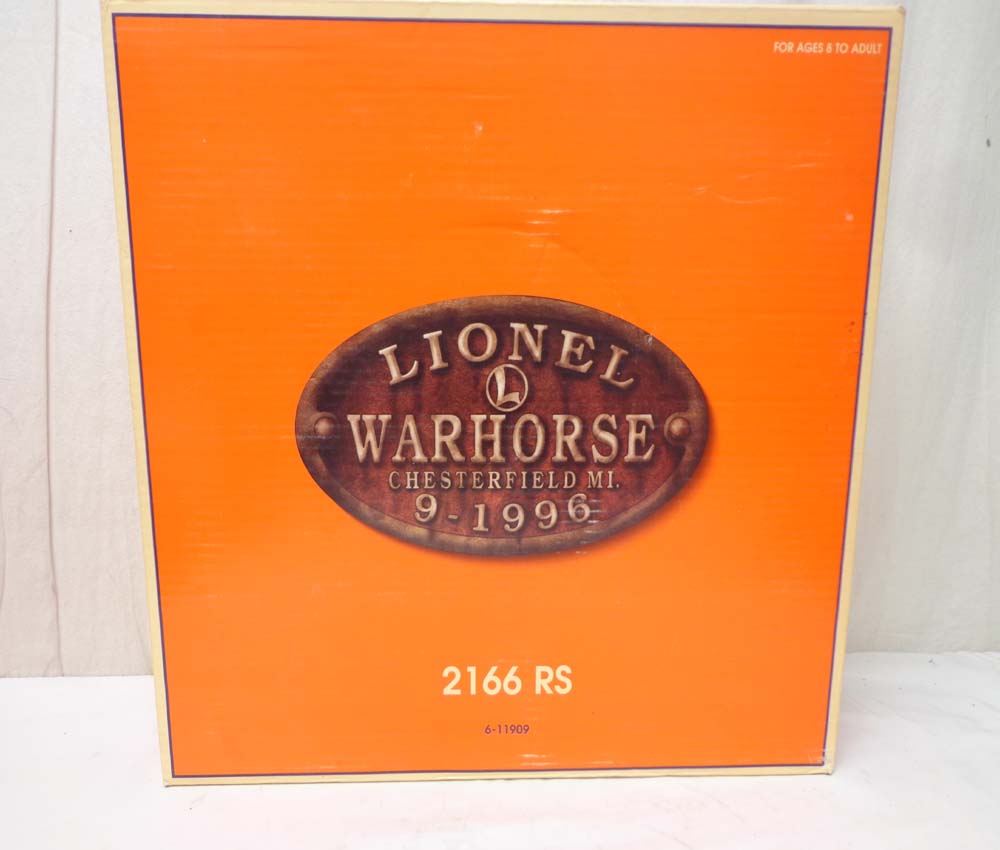 FOR AGES 8 TO ADULT
LIONEL
L
WARHORSE
CHESTERFIELD MI.
9-1996
2166 RS
6-11909